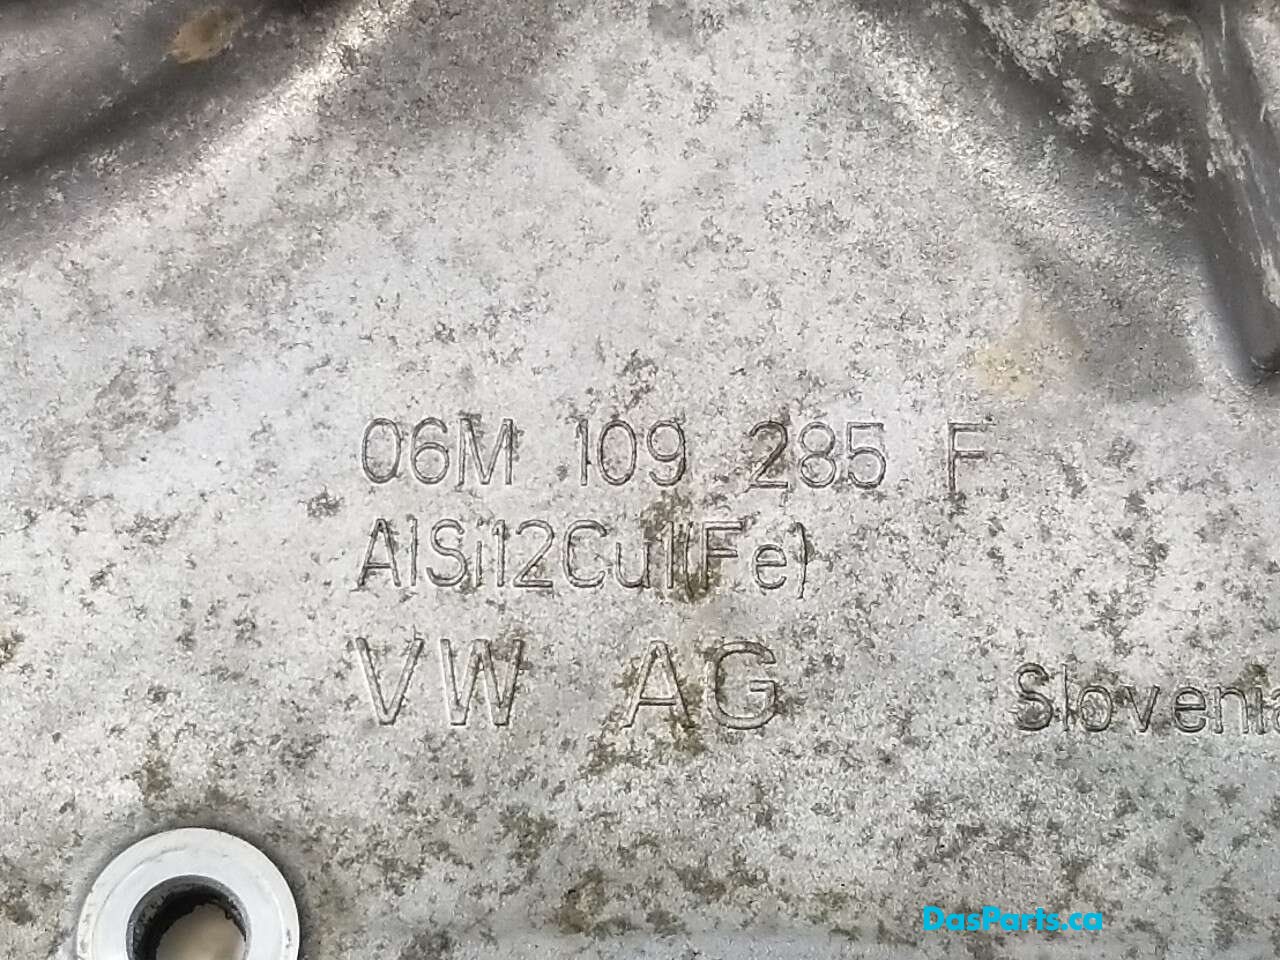 06M 109 285 F
AlSi12Cu1(Fe)
VW AG Slovenia
DasParts.ca